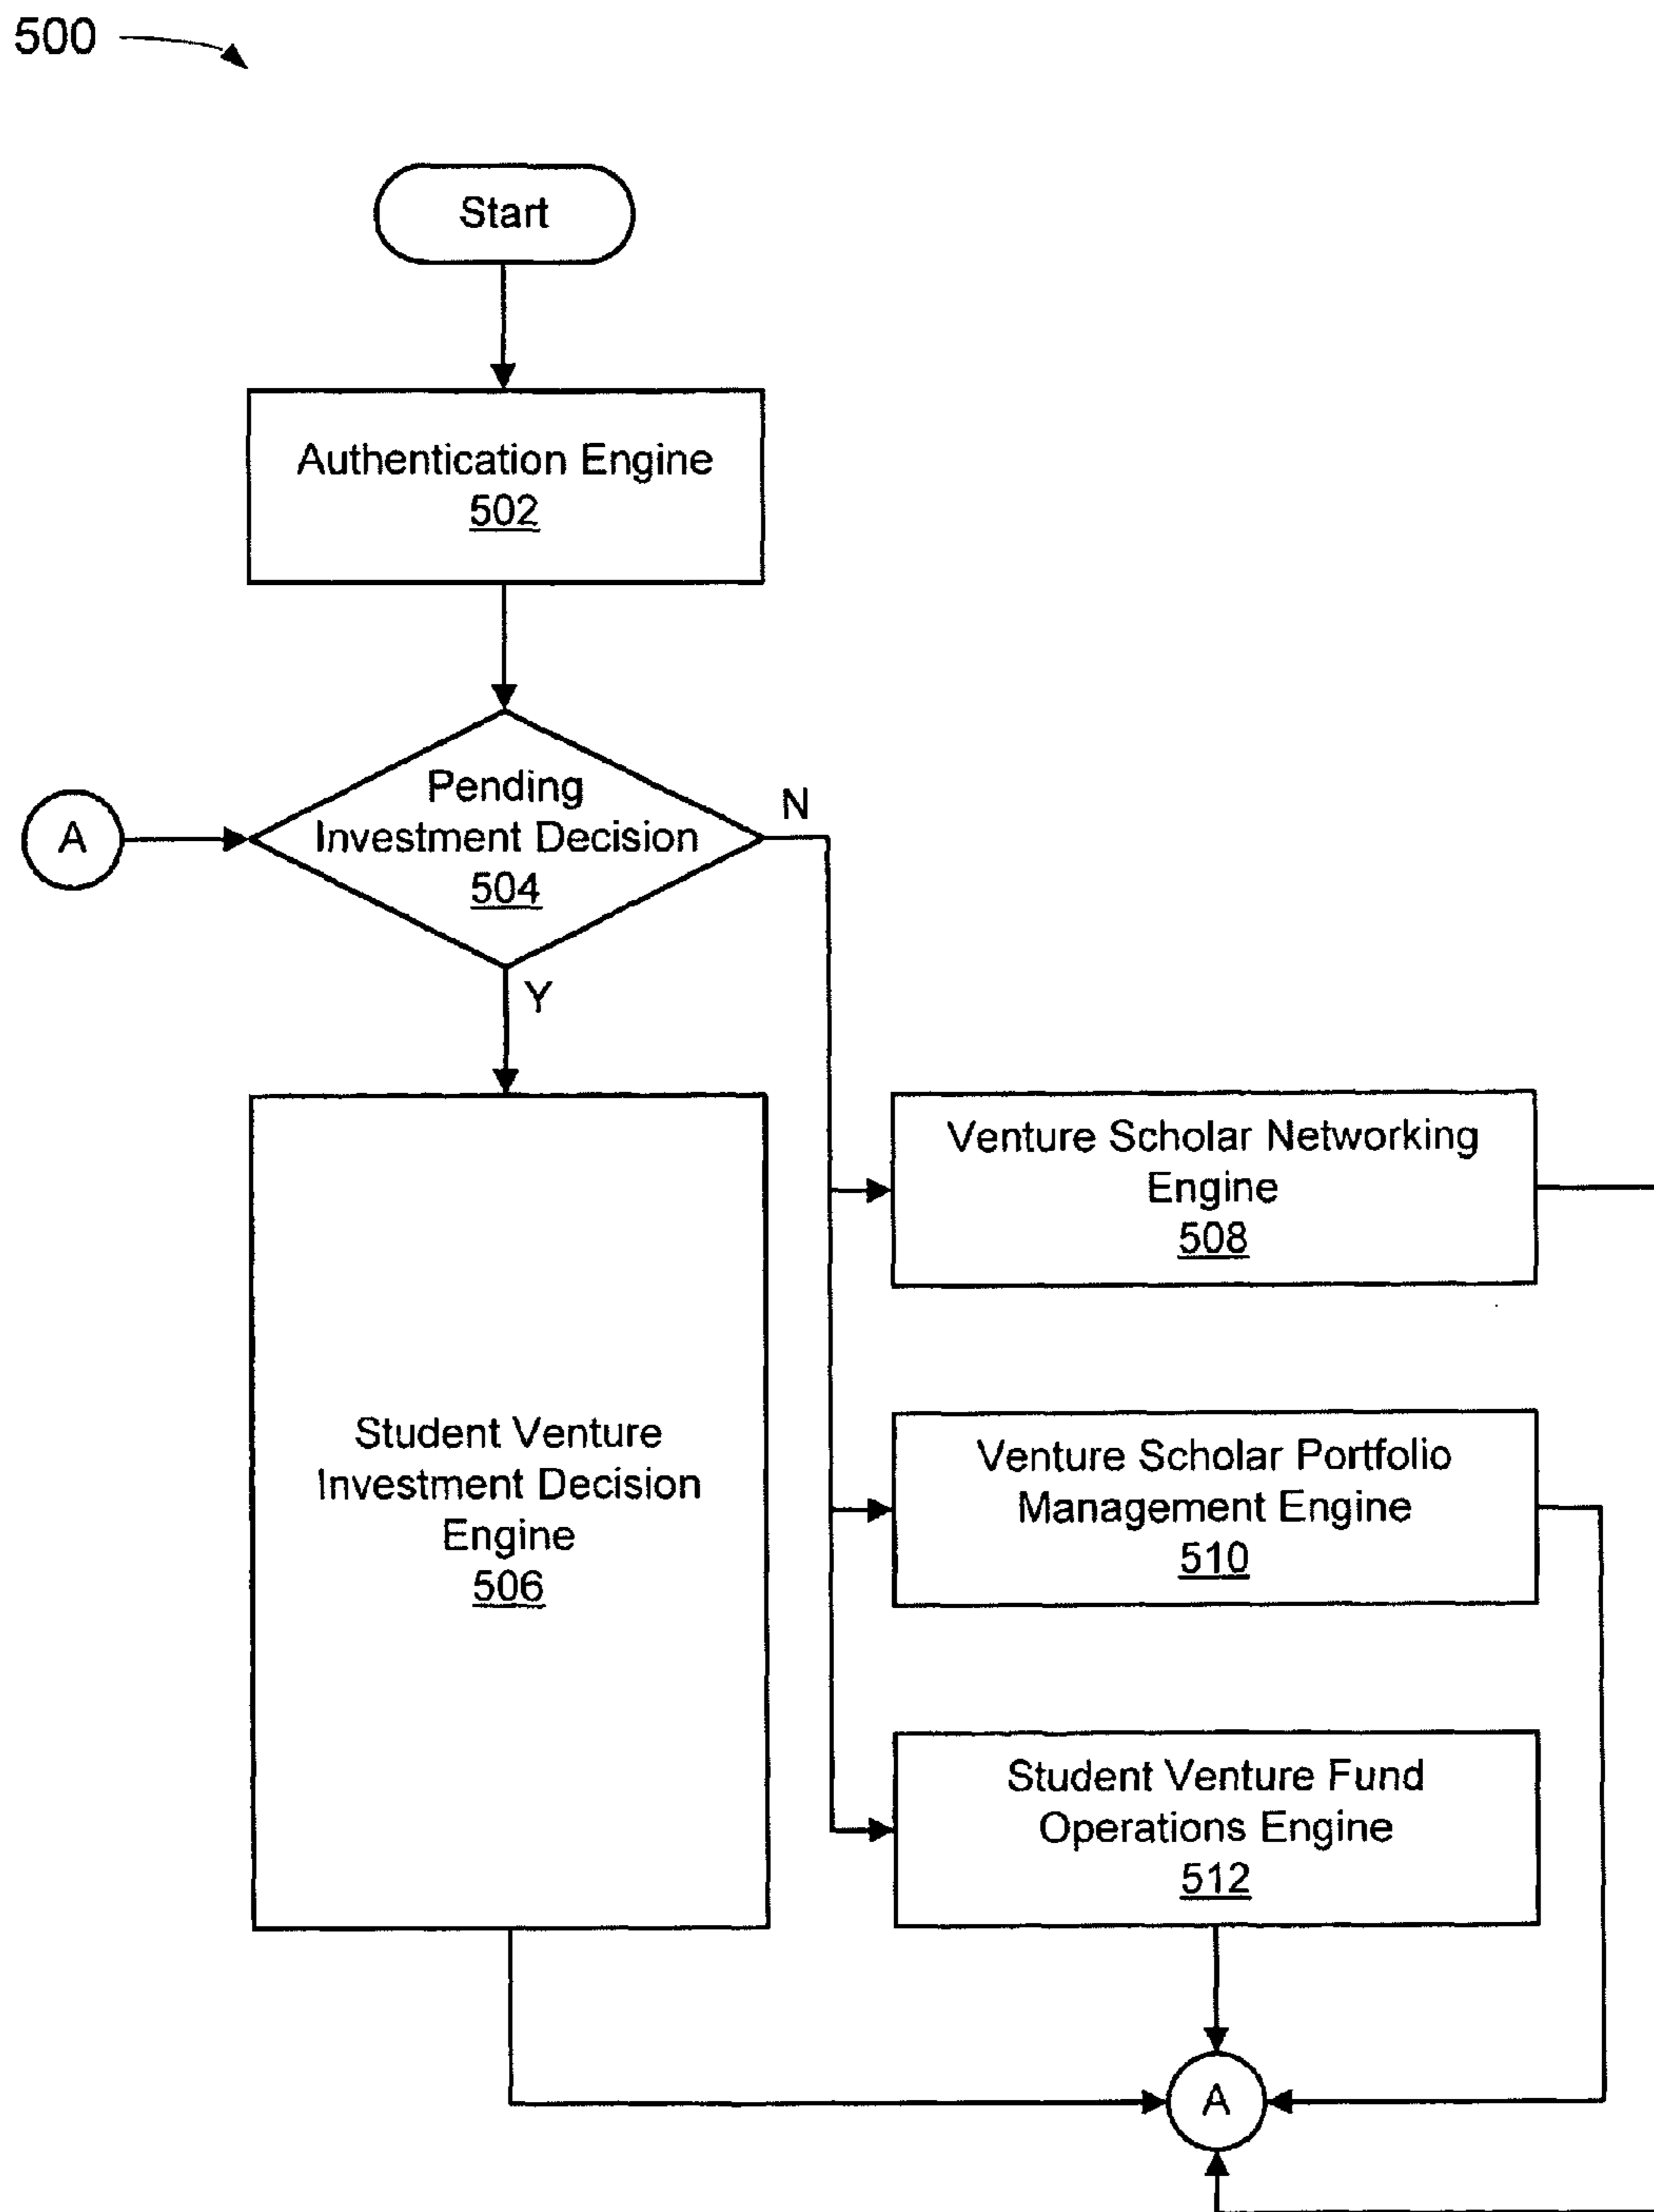 500
Start
Authentication Engine
502
Pending
Investment Decision
504
A
N
Y
Student Venture
Investment Decision
Engine
506
Venture Scholar Networking
Engine
508
Venture Scholar Portfolio
Management Engine
510
Student Venture Fund
Operations Engine
512
A